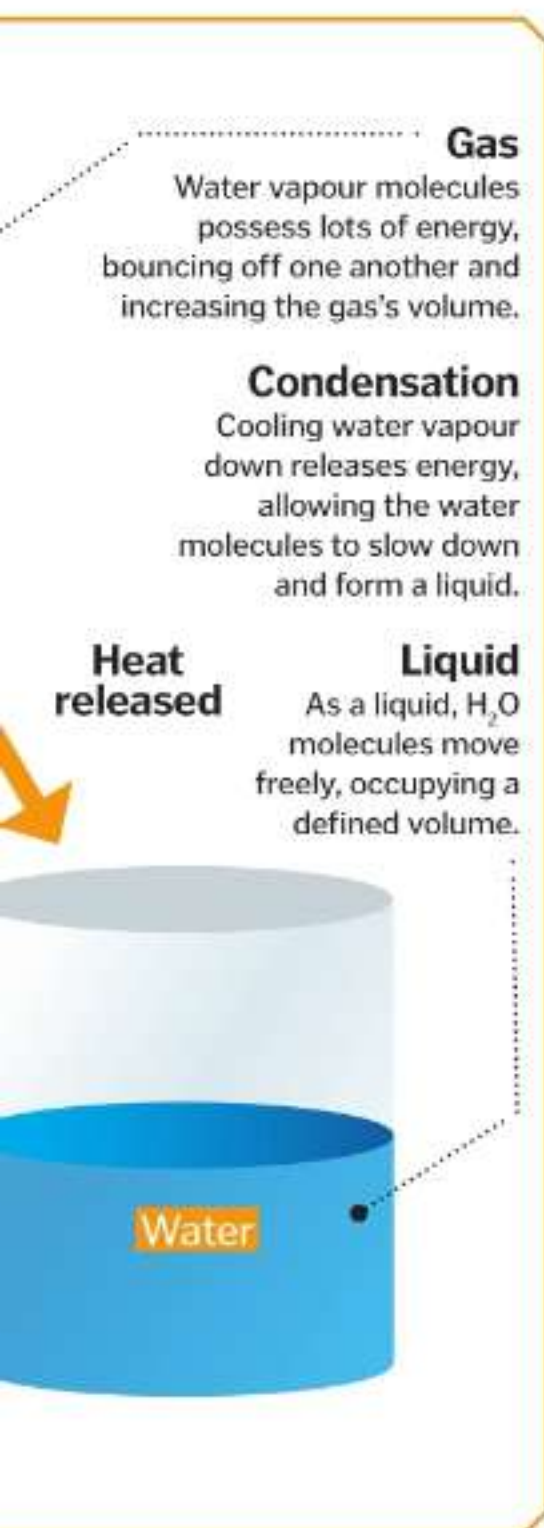 Gas
Water vapour molecules
possess lots of energy,
bouncing off one another and
increasing the gas's volume.
Condensation
Cooling water vapour
down releases energy,
allowing the water
molecules to slow down
and form a liquid.
Heat
released
Liquid
As a liquid, H₂O
molecules move
freely, occupying a
defined volume.
Water